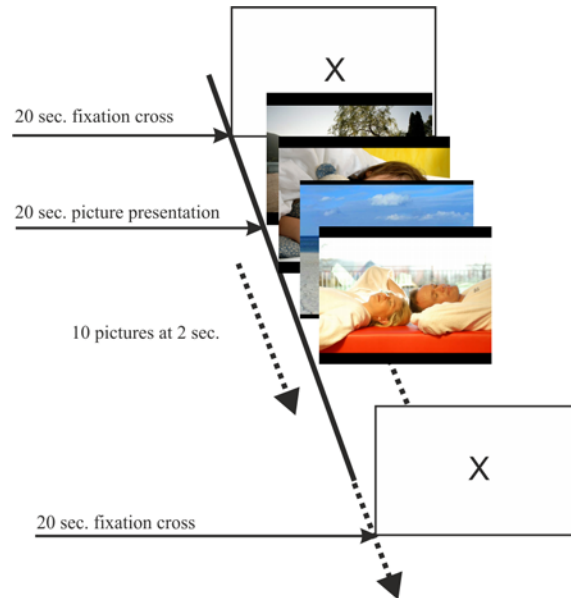 X
20 sec. fixation cross
20 sec. picture presentation
10 pictures at 2 sec.
X
20 sec. fixation cross